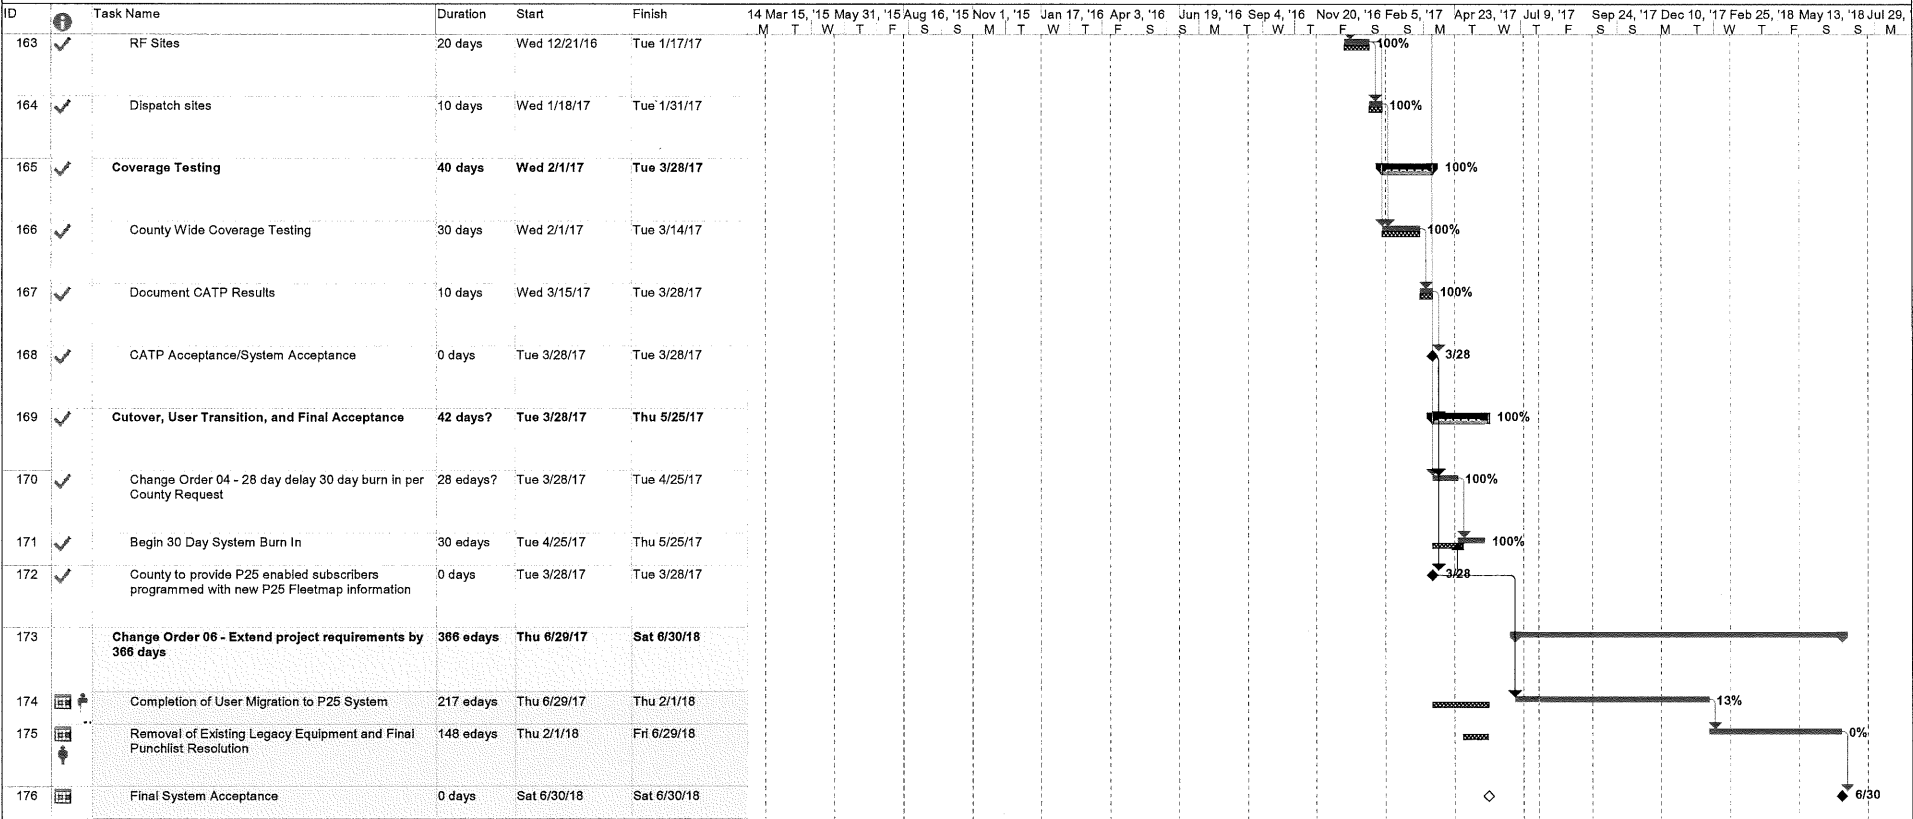 ID Task Name Duration Start Finish 14 Mar 15, '15 May 31, '15 Aug 16, '15 Nov 1, '15 Jan 17, '16 Apr 3, '16 Jun 19, '16 Sep 4, '16 Nov 20, '16 Feb 5, '17 Apr 23, '17 Jul 9, '17 Sep 24, '17 Dec 10, '17 Feb 25, '18 May 13, '18 Jul 29,
M T W F S S M T W T F S S M T W T F S S M T W T F S S M T W F S S M
163 RF Sites 20 days Wed 12/21/16 Tue 1/17/17 100%
164 Dispatch sites 10 days Wed 1/18/17 Tue 1/31/17 100%
165 Coverage Testing 40 days Wed 2/1/17 Tue 3/28/17 100%
166 County Wide Coverage Testing 30 days Wed 2/1/17 Tue 3/14/17 100%
167 Document CATP Results 10 days Wed 3/15/17 Tue 3/28/17 100%
168 CATP Acceptance/System Acceptance 0 days Tue 3/28/17 Tue 3/28/17 3/28
169 Cutover, User Transition, and Final Acceptance 42 days? Tue 3/28/17 Thu 5/25/17 100%
170 Change Order 04 - 28 day delay 30 day burn in per 28 edays? Tue 3/28/17 Tue 4/25/17 100%
County Request
171 Begin 30 Day System Burn In 30 edays Tue 4/25/17 Thu 5/25/17 100%
172 County to provide P25 enabled subscribers 0 days Tue 3/28/17 Tue 3/28/17 3/28
programmed with new P25 Fleetmap information
173 Change Order 06 - Extend project requirements by 366 edays Thu 6/29/17 Sat 6/30/18
366 days
174 Completion of User Migration to P25 System 217 edays Thu 6/29/17 Thu 2/1/18 13%
175 Removal of Existing Legacy Equipment and Final 148 edays Thu 2/1/18 Fri 6/29/18 0%
Punchlist Resolution
176 Final System Acceptance 0 days Sat 6/30/18 Sat 6/30/18 6/30